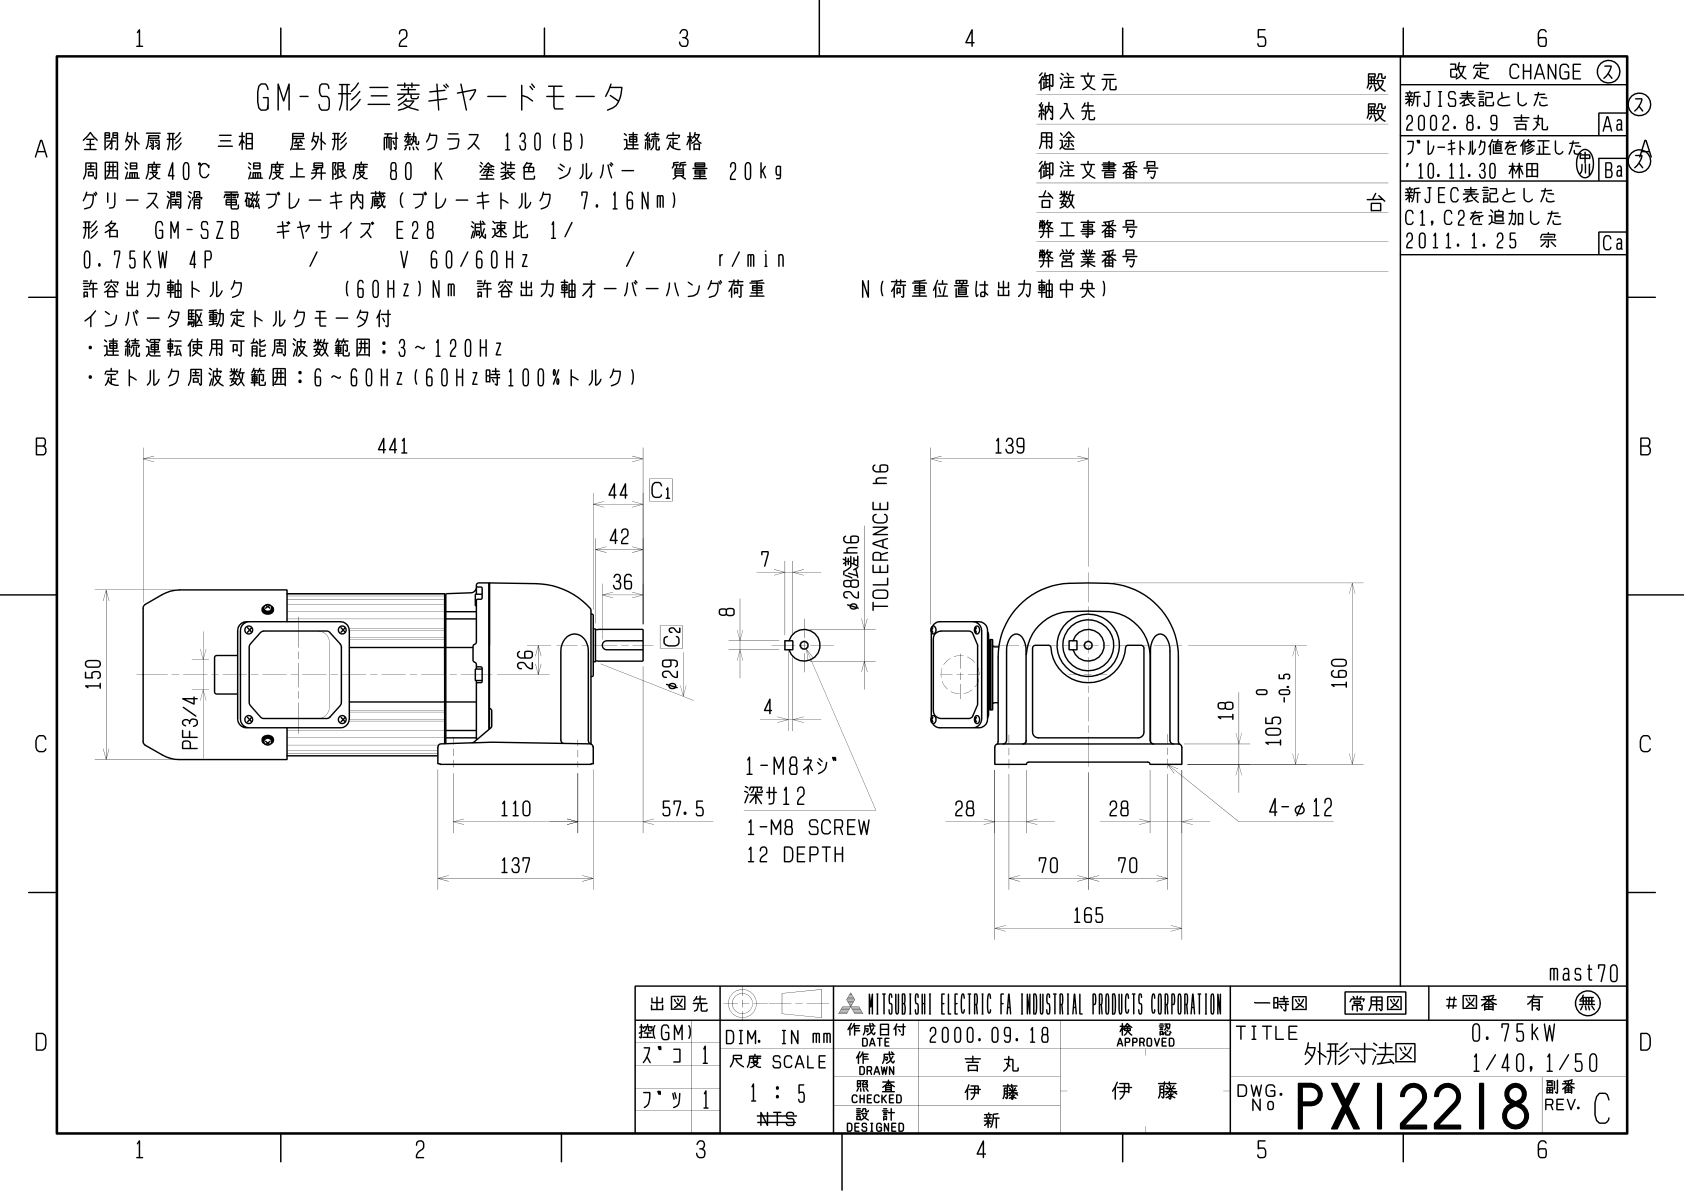 1 2 3 4 5 6
GM-S形三菱ギヤードモータ
全閉外扇形 三相 屋外形 耐熱クラス 130(B) 連続定格
周囲温度40℃ 温度上昇限度 80 K 塗装色 シルバー 質量 20kg
グリース潤滑 電磁ブレーキ内蔵(ブレーキトルク 7.16Nm)
形名 GM-SZB ギヤサイズ E28 減速比 1/
0.75KW 4P / V 60/60Hz / r/min
許容出力軸トルク (60Hz)Nm 許容出力軸オーバーハング荷重 N(荷重位置は出力軸中央)
インバータ駆動定トルクモータ付
・連続運転使用可能周波数範囲:3~120Hz
・定トルク周波数範囲:6~60Hz(60Hz時100%トルク)
御注文元 殿
納入先 殿
用途
御注文書番号
台数 台
弊工事番号
弊営業番号
改定 CHANGE ス
新JIS表記とした
2002.8.9 吉丸 Aa
ス
ブレーキトルク値を修正した
'10.11.30 林田 Ba
ス
新JEC表記とした
C1,C2を追加した
2011.1.25 宗 Ca
A
A
B
B
C
C
D
D
441
44 C1
42
36
C2
26
φ29
150
PF3/4
110
57.5
137
7
8
4
φ28公差h6
TOLERANCE h6
1-M8ネジ
深サ12
1-M8 SCREW
12 DEPTH
139
160
18
105 0 -0.5
28 28
4-φ12
70 70
165
mast70
出図先
控(GM)
スﾞコ 1
フﾞツ 1
DIM. IN mm
尺度 SCALE
1 : 5
NTS
MITSUBISHI ELECTRIC FA INDUSTRIAL PRODUCTS CORPORATION
作成日付 DATE 2000.09.18
作成 DRAWN 吉丸
照査 CHECKED 伊藤
設計 DESIGNED 新
検認 APPROVED
伊藤
一時図 常用図 #図番 有 無
TITLE
外形寸法図
0.75kW
1/40,1/50
DWG. No PX12218
副番 REV. C
1 2 3 4 5 6